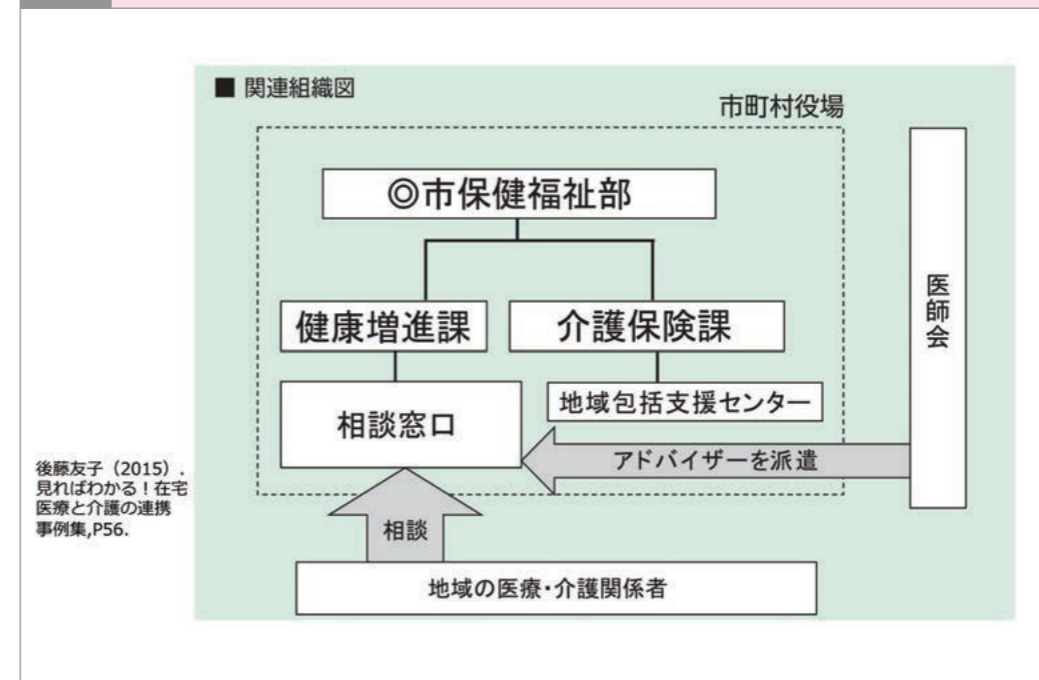 ■ 関連組織図
市町村役場
◎市保健福祉部
健康増進課
介護保険課
医師会
相談窓口
地域包括支援センター
アドバイザーを派遣
後藤友子（2015）.
見ればわかる！在宅
医療と介護の連携
事例集,P56.
相談
地域の医療・介護関係者